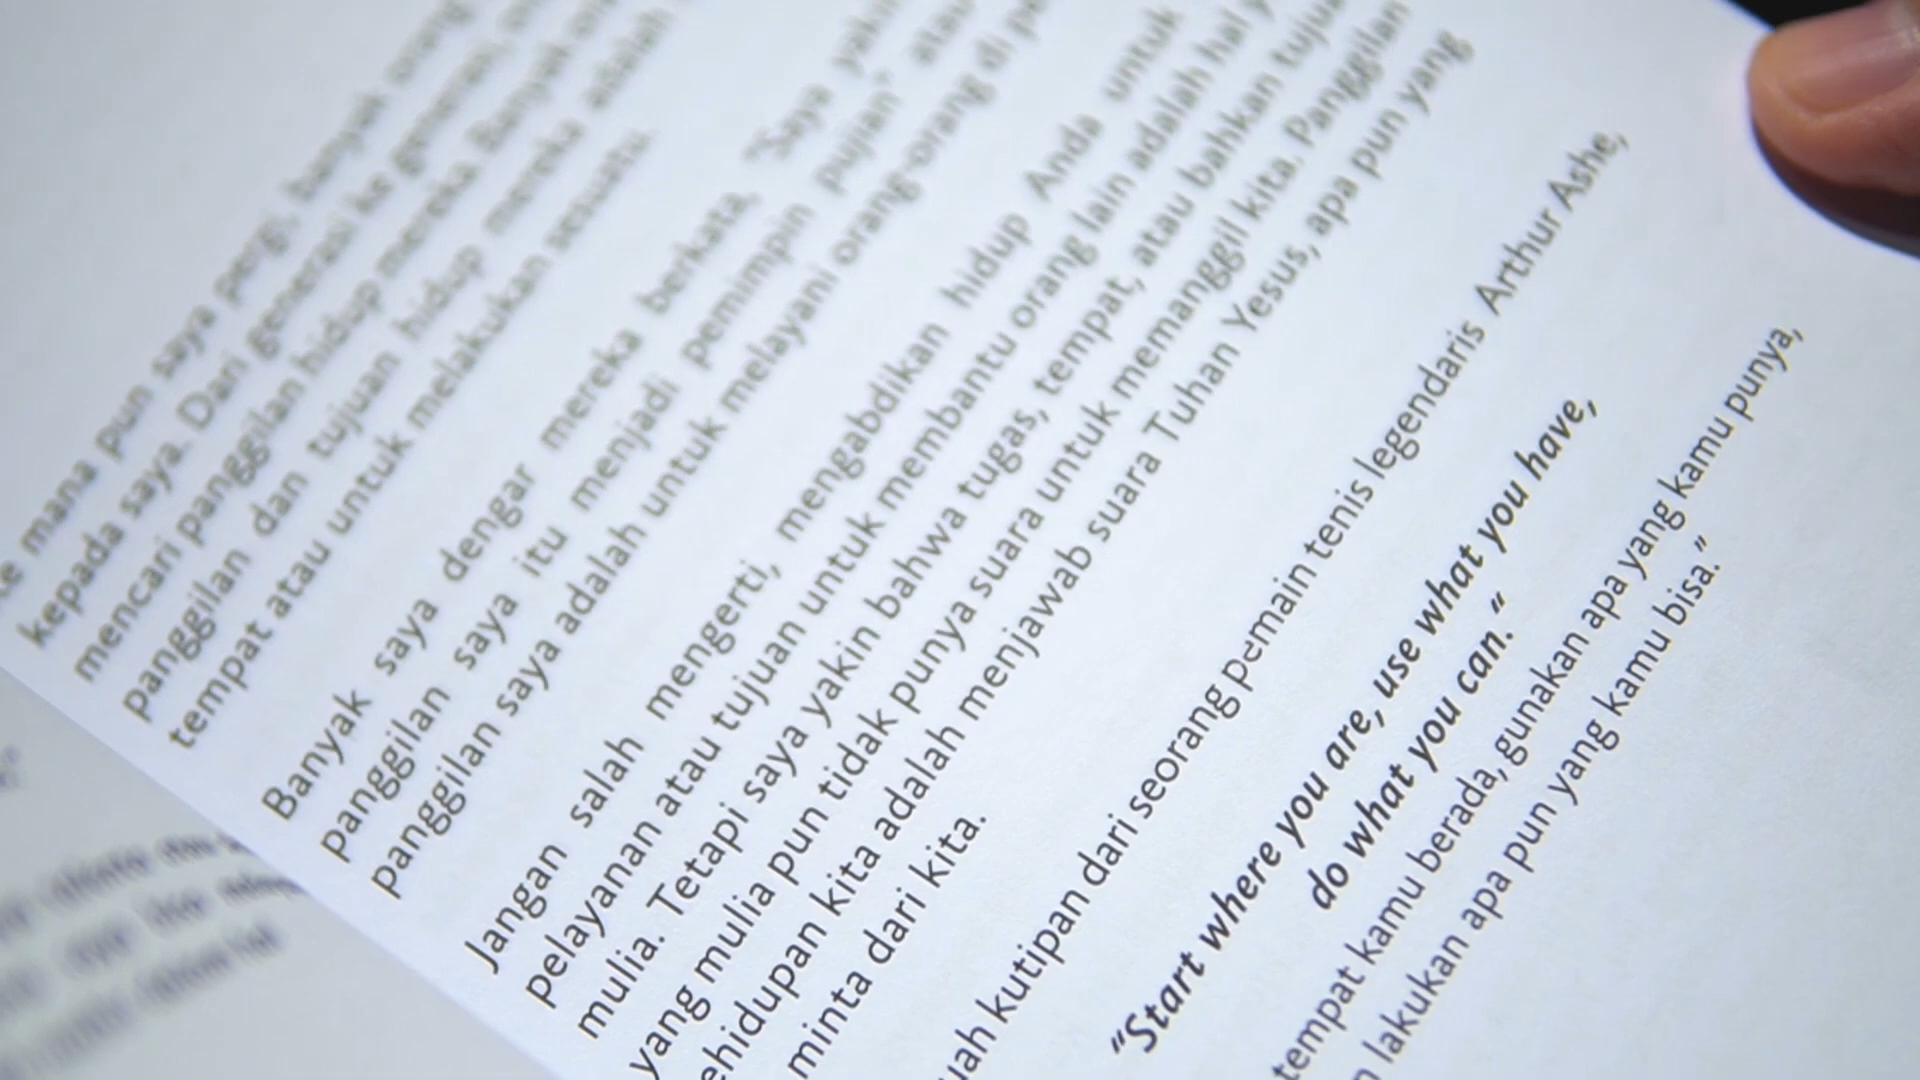 mana pun saya pergi, banyak orang
kepada saya. Dari generasi ke generasi,
mencari panggilan hidup mereka. Banyak
panggilan dan tujuan hidup mereka adalah
tempat atau untuk melakukan sesuatu.
Banyak saya dengar mereka berkata, "Saya yakin
panggilan saya itu menjadi pemimpin pujian" atau
panggilan saya adalah untuk melayani orang-orang di
Jangan salah mengerti, mengabdikan hidup Anda untuk
pelayanan atau tujuan untuk membantu orang lain adalah hal
mulia. Tetapi saya yakin bahwa tugas, tempat, atau bahkan tujua
yang mulia pun tidak punya suara untuk memanggil kita. Panggilan
ehidupan kita adalah menjawab suara Tuhan Yesus, apa pun yang
minta dari kita.
uah kutipan dari seorang pemain tenis legendaris Arthur Ashe,
"Start where you are, use what you have,
do what you can."
tempat kamu berada, gunakan apa yang kamu punya,
lakukan apa pun yang kamu bisa."